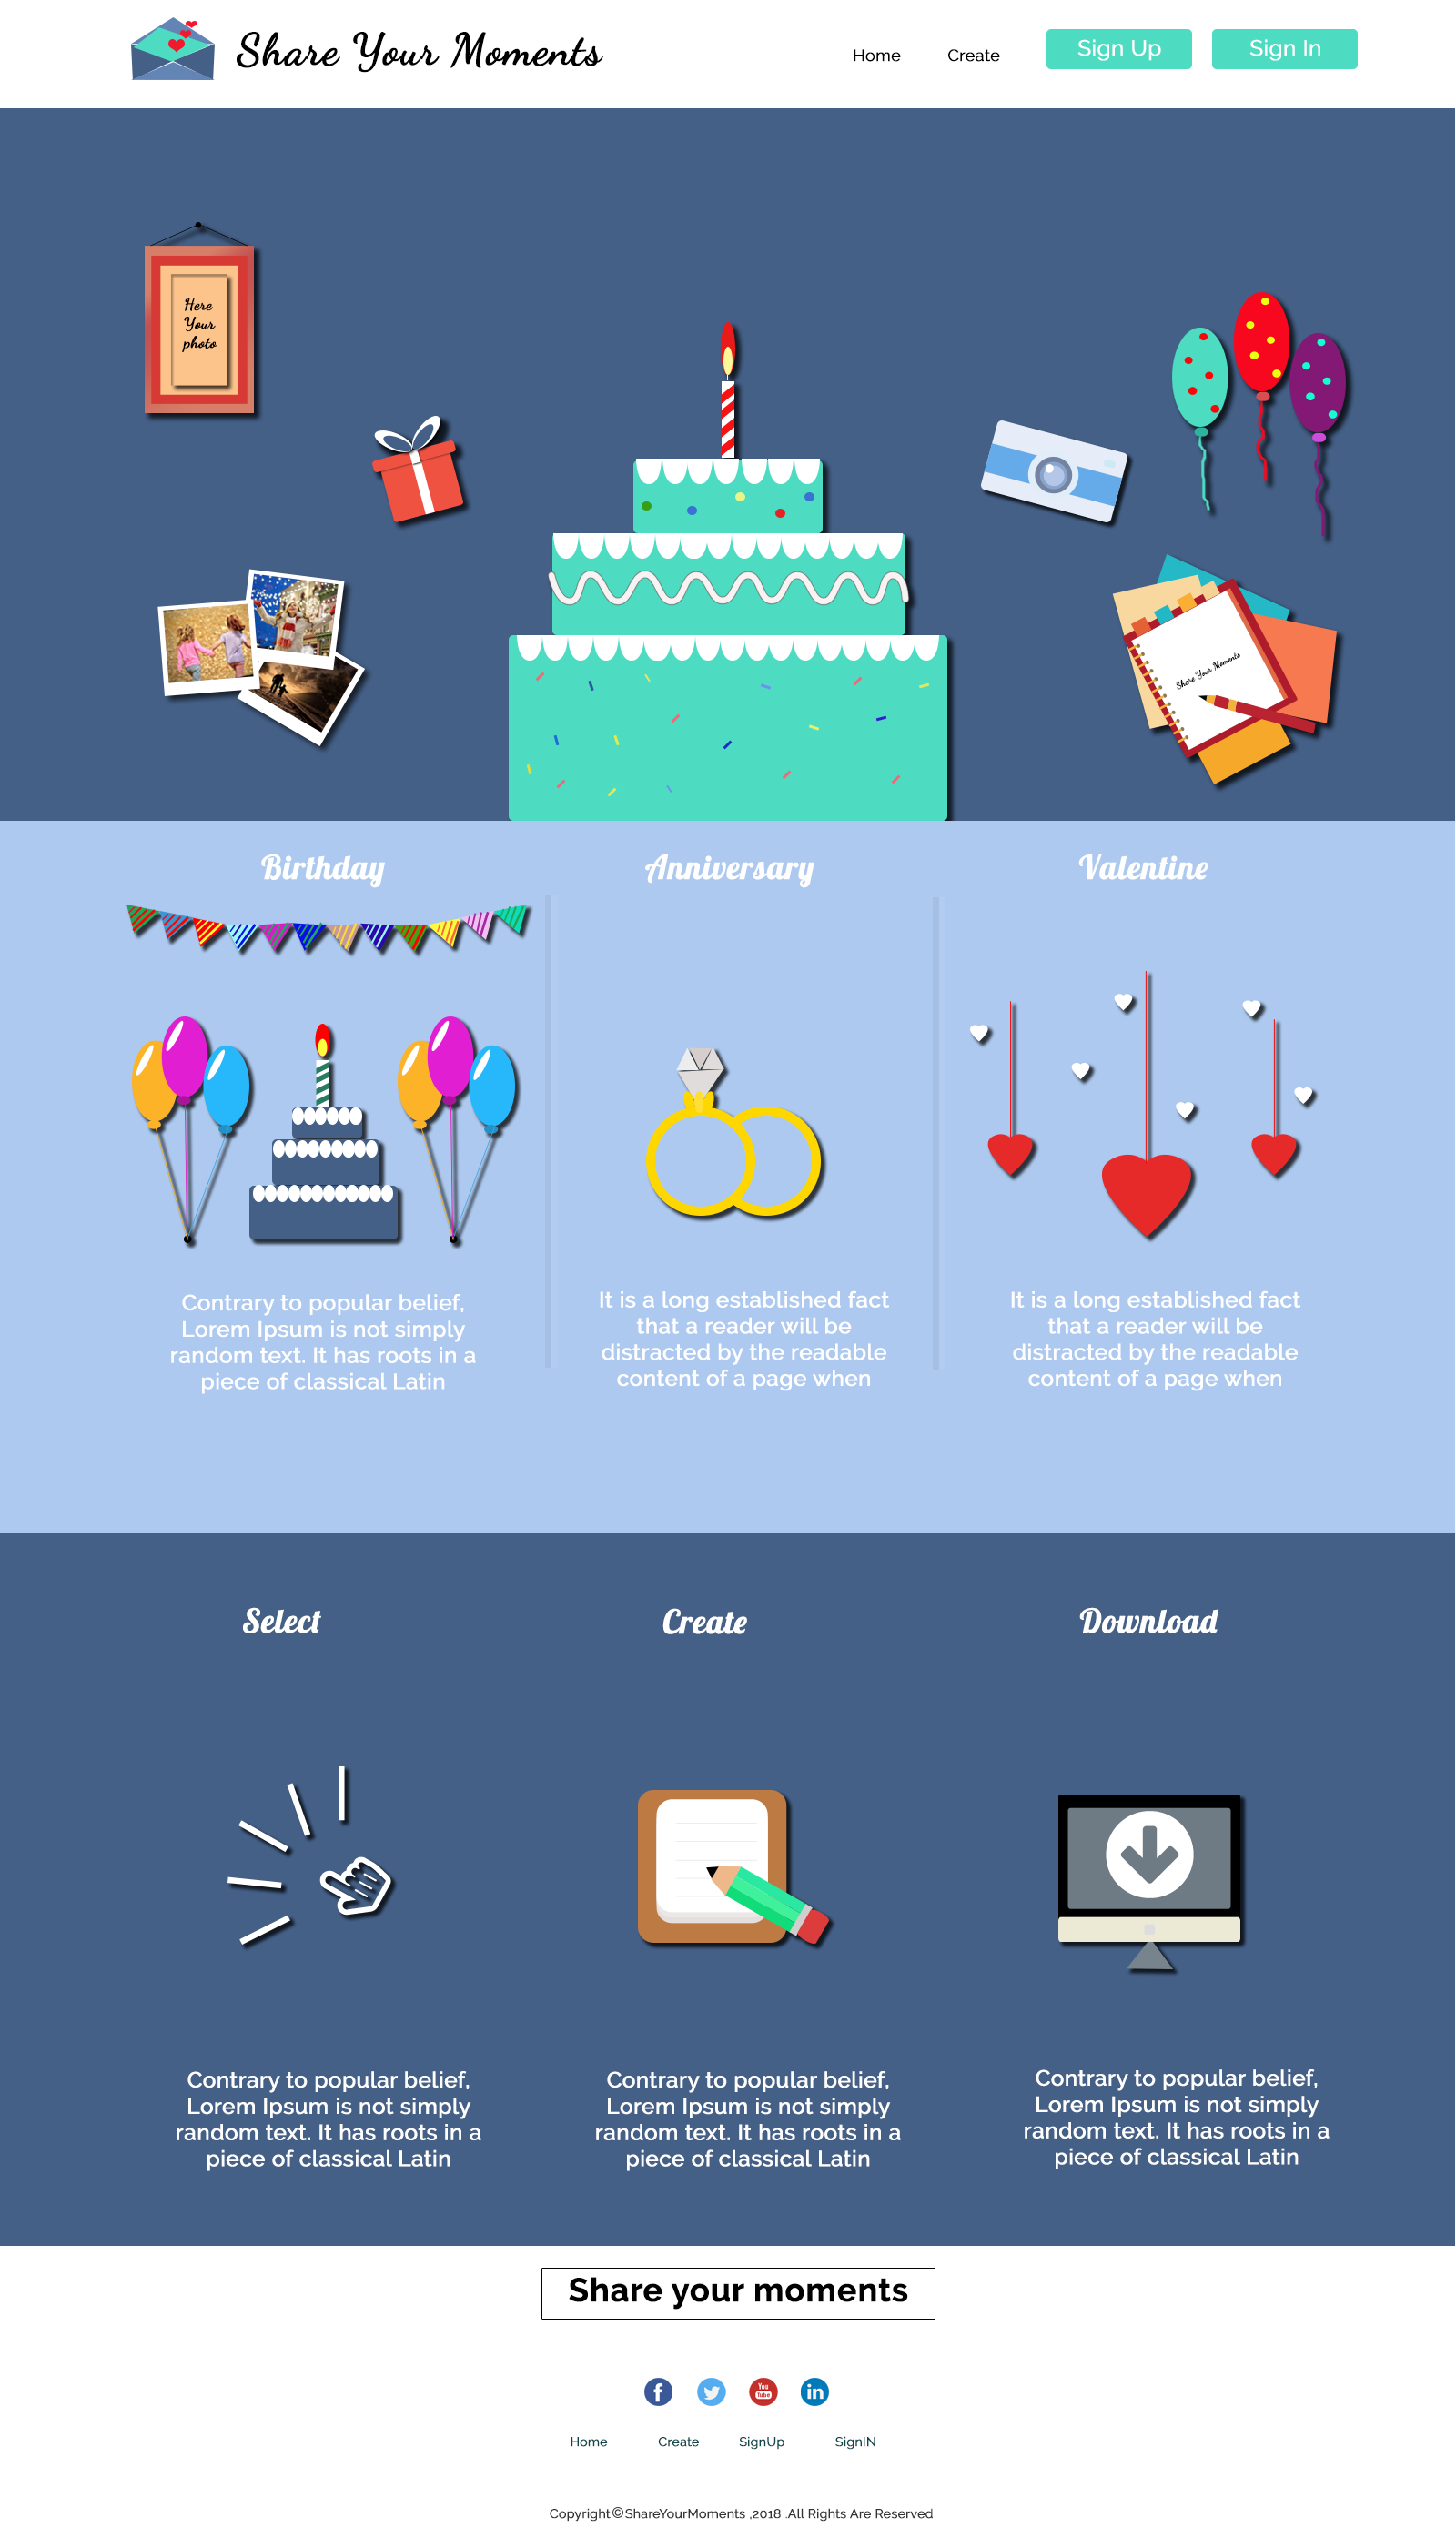 Share Your Moments
Home
Create
Sign Up
Sign In
Here
Your
photo
Share Your Moments
Birthday
Anniversary
Valentine
Contrary to popular belief,
Lorem Ipsum is not simply
random text. It has roots in a
piece of classical Latin
It is a long established fact
that a reader will be
distracted by the readable
content of a page when
It is a long established fact
that a reader will be
distracted by the readable
content of a page when
Select
Create
Download
Contrary to popular belief,
Lorem Ipsum is not simply
random text. It has roots in a
piece of classical Latin
Contrary to popular belief,
Lorem Ipsum is not simply
random text. It has roots in a
piece of classical Latin
Contrary to popular belief,
Lorem Ipsum is not simply
random text. It has roots in a
piece of classical Latin
Share your moments
f
You
Tube
in
Home
Create
SignUp
SignIN
Copyright©ShareYourMoments ,2018 .All Rights Are Reserved